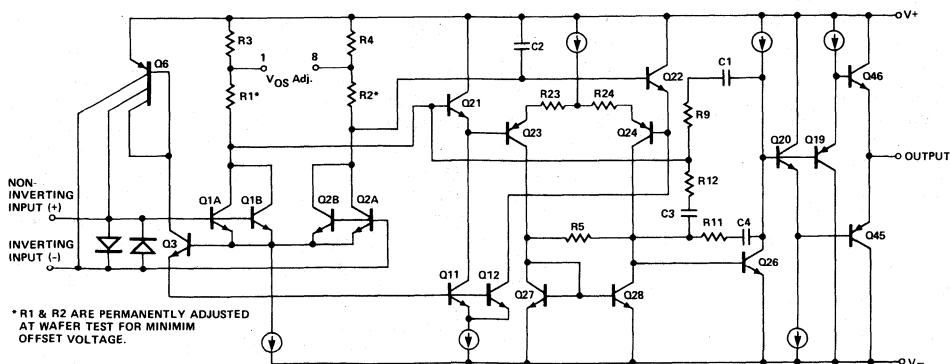 V+
R3
R4
1
8
VOS Adj.
C2
Q6
R1*
R2*
Q21
Q22
C1
Q46
R23
R24
R9
Q23
Q24
Q20
Q19
OUTPUT
NON-
INVERTING
INPUT (+)
Q1A
Q1B
Q2B
Q2A
R12
C3
R11
C4
Q3
R5
Q45
INVERTING
INPUT (-)
Q26
Q11
Q12
Q27
Q28
* R1 & R2 ARE PERMANENTLY ADJUSTED
AT WAFER TEST FOR MINIMIM
OFFSET VOLTAGE.
V-